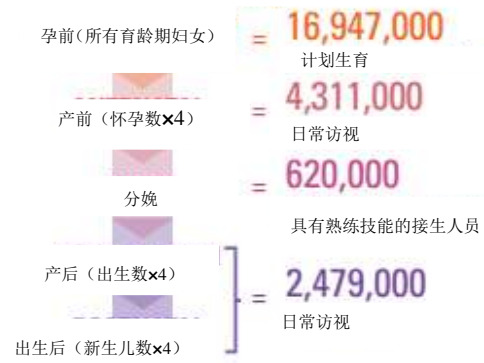 孕前(所有育龄期妇女)
= 16,947,000
计划生育
产前（怀孕数×4）
= 4,311,000
日常访视
分娩
= 620,000
具有熟练技能的接生人员
产后（出生数×4）
= 2,479,000
日常访视
出生后（新生儿数×4）